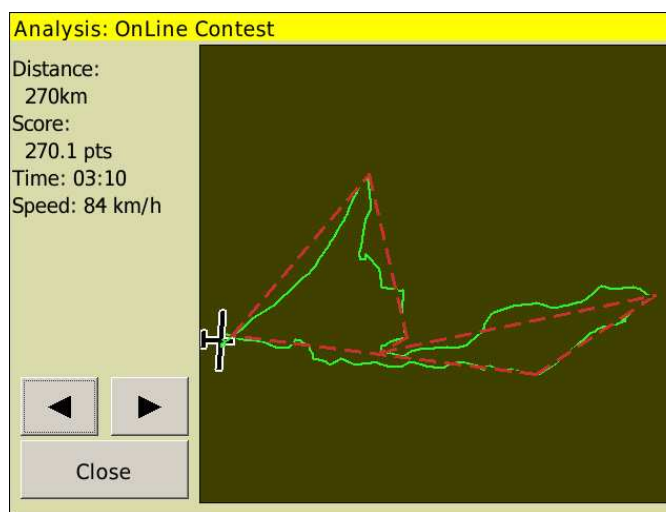 Analysis: OnLine Contest
Distance:
270km
Score:
270.1 pts
Time: 03:10
Speed: 84 km/h
Close